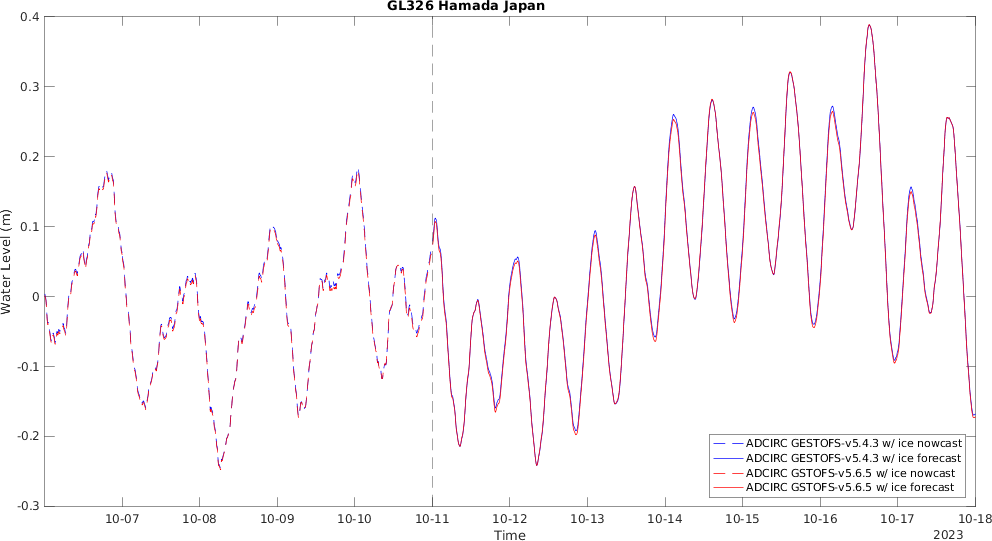 GL326 Hamada Japan
0.4
0.3
0.2
0.1
0
-0.1
-0.2
-0.3
Water Level (m)
10-07 10-08 10-09 10-10 10-11 10-12 10-13 10-14 10-15 10-16 10-17 10-18
Time
2023
ADCIRC GESTOFS-v5.4.3 w/ ice nowcast
ADCIRC GESTOFS-v5.4.3 w/ ice forecast
ADCIRC GSTOFS-v5.6.5 w/ ice nowcast
ADCIRC GSTOFS-v5.6.5 w/ ice forecast